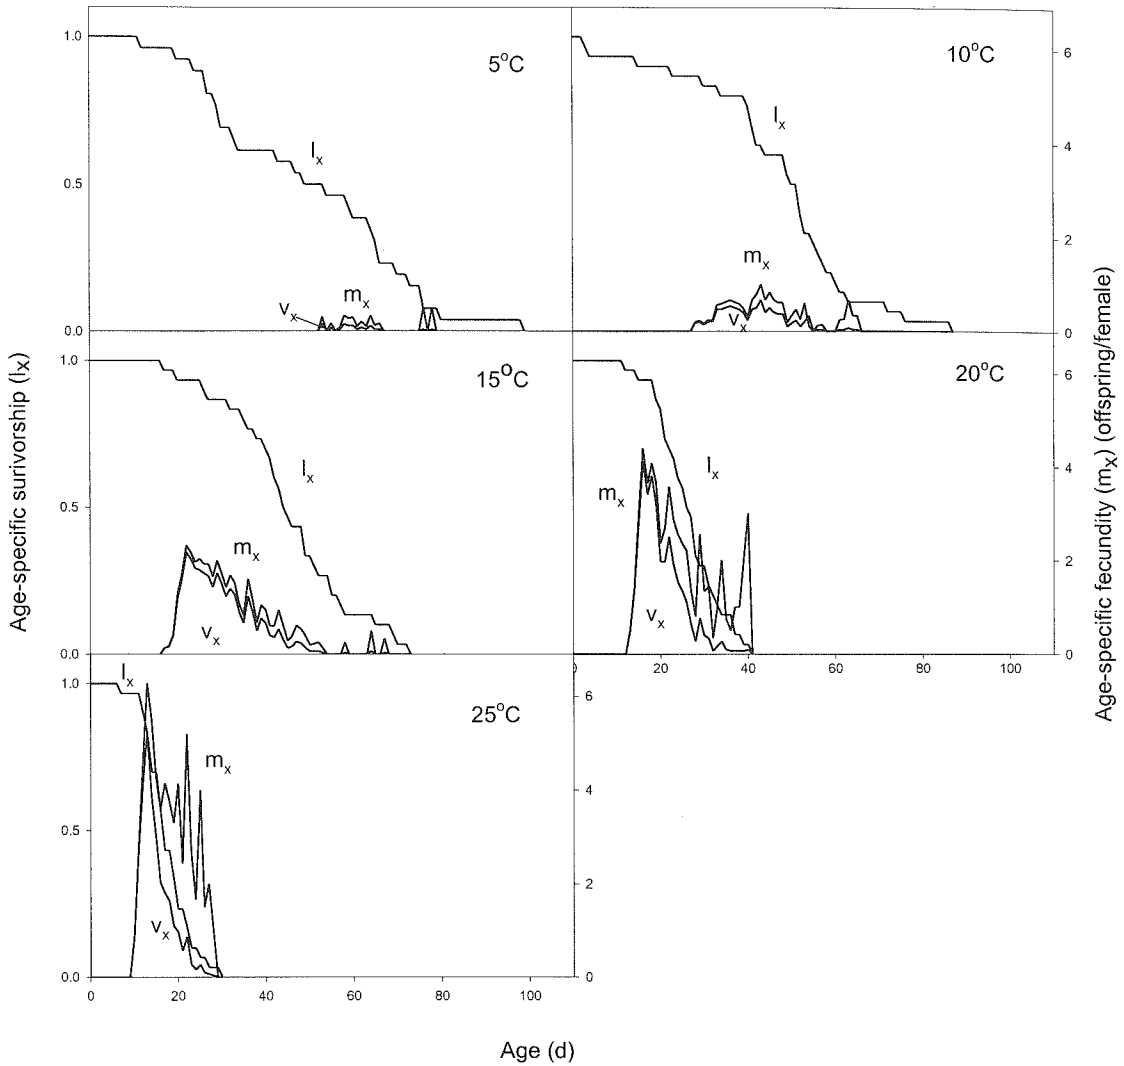 1.0
0.5
0.0
5°C
lₓ
mₓ
vₓ
10°C
lₓ
mₓ
vₓ
6
4
2
0
1.0
0.5
0.0
15°C
lₓ
mₓ
vₓ
20°C
lₓ
mₓ
vₓ
6
4
2
0
20 40 60 80 100
1.0
0.5
0.0
25°C
lₓ
mₓ
vₓ
6
4
2
0
0 20 40 60 80 100
Age (d)
Age-specific surivorship (lₓ)
Age-specific fecundity (mₓ) (offspring/female)